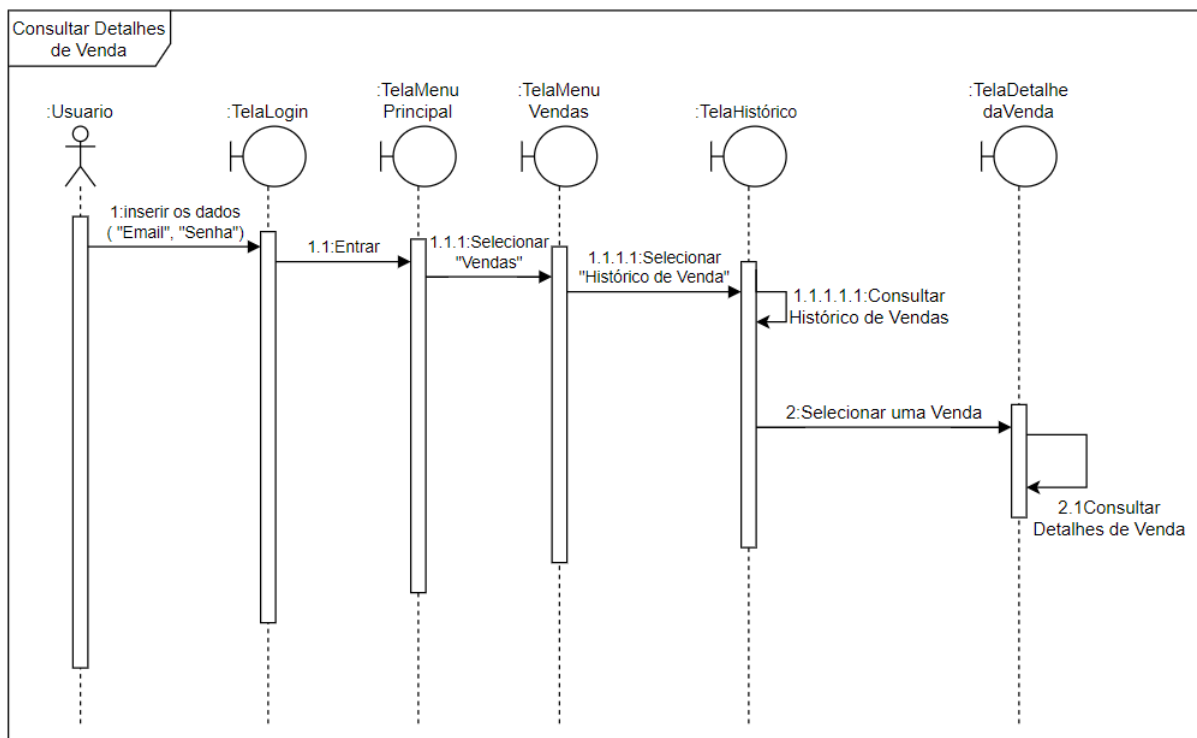 Consultar Detalhes
de Venda
:Usuario
:TelaLogin
:TelaMenu
Principal
:TelaMenu
Vendas
:TelaHistórico
:TelaDetalhe
daVenda
1:inserir os dados
( "Email", "Senha")
1.1:Entrar
1.1.1:Selecionar
"Vendas"
1.1.1.1:Selecionar
"Histórico de Venda"
1.1.1.1.1:Consultar
Histórico de Vendas
2:Selecionar uma Venda
2.1Consultar
Detalhes de Venda